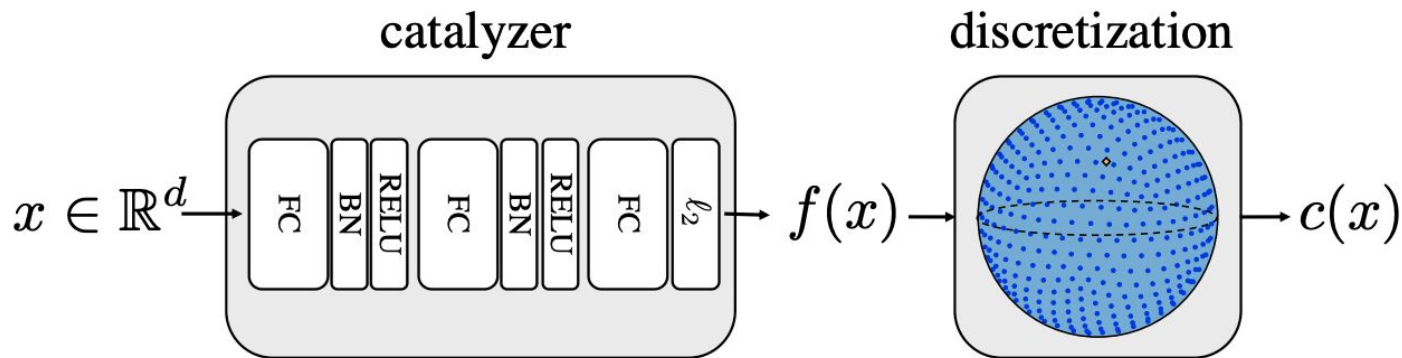 catalyzer
discretization
x ∈ ℝ^d
FC
BN
RELU
FC
BN
RELU
FC
ℓ₂
f(x)
c(x)